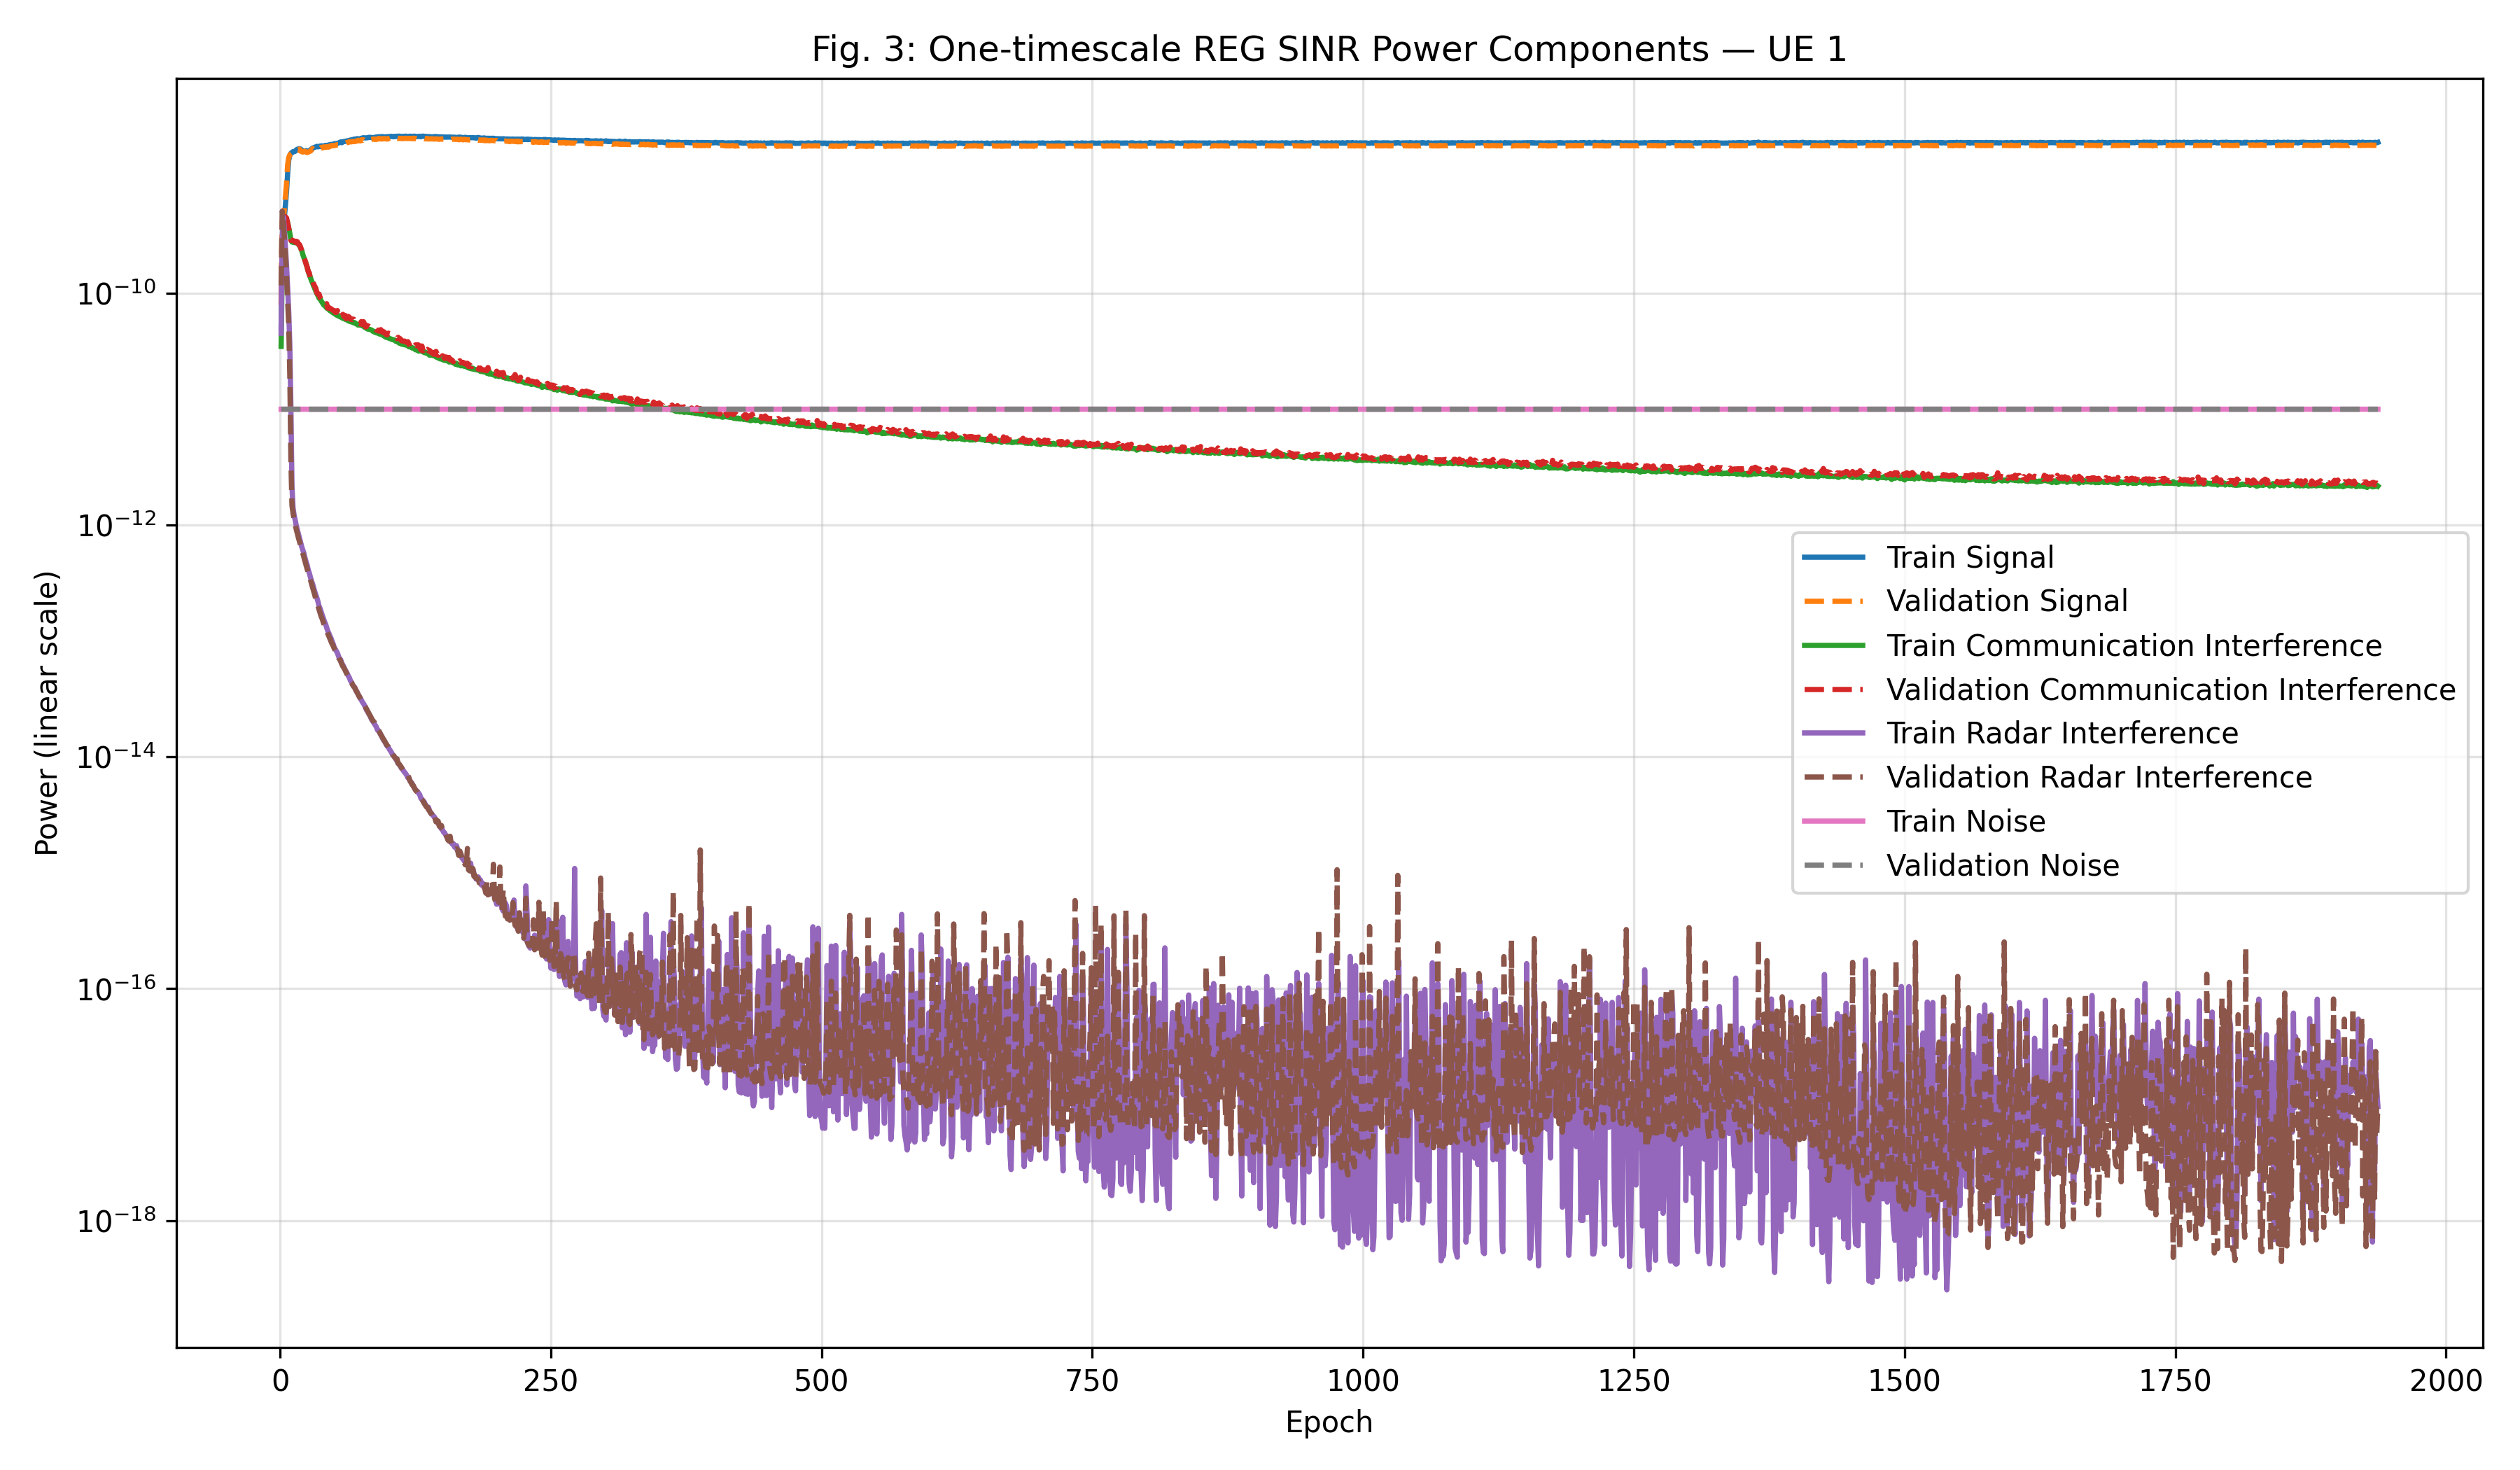 Fig. 3: One-timescale REG SINR Power Components — UE 1
Power (linear scale)
10⁻¹⁰
10⁻¹²
10⁻¹⁴
10⁻¹⁶
10⁻¹⁸
Train Signal
Validation Signal
Train Communication Interference
Validation Communication Interference
Train Radar Interference
Validation Radar Interference
Train Noise
Validation Noise
0 250 500 750 1000 1250 1500 1750 2000
Epoch